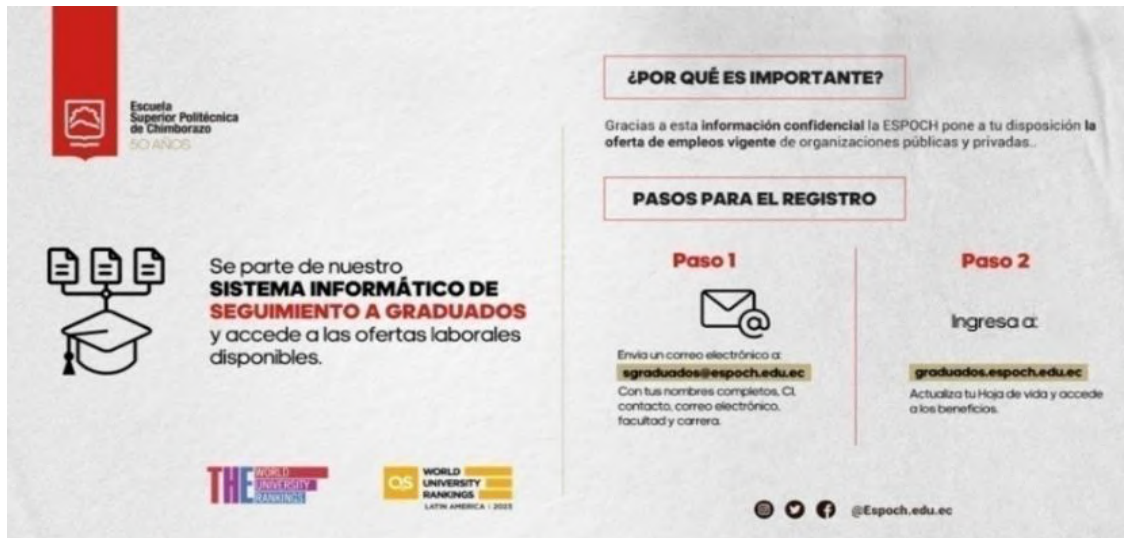 Escuela
Superior Politécnica
de Chimborazo
50 AÑOS
Se parte de nuestro
SISTEMA INFORMÁTICO DE
SEGUIMIENTO A GRADUADOS
y accede a las ofertas laborales
disponibles.
THE WORLD
UNIVERSITY
RANKINGS
QS WORLD
UNIVERSITY
RANKINGS
LATIN AMERICA | 2023
¿POR QUÉ ES IMPORTANTE?
Gracias a esta información confidencial la ESPOCH pone a tu disposición la
oferta de empleos vigente de organizaciones públicas y privadas..
PASOS PARA EL REGISTRO
Paso 1
Envia un correo electrónico a:
sgraduados@espoch.edu.ec
Con tus nombres completos, CI,
contacto, correo electrónico,
facultad y carrera.
Paso 2
Ingresa a:
graduados.espoch.edu.ec
Actualiza tu Hoja de vida y accede
a los beneficios.
@Espoch.edu.ec